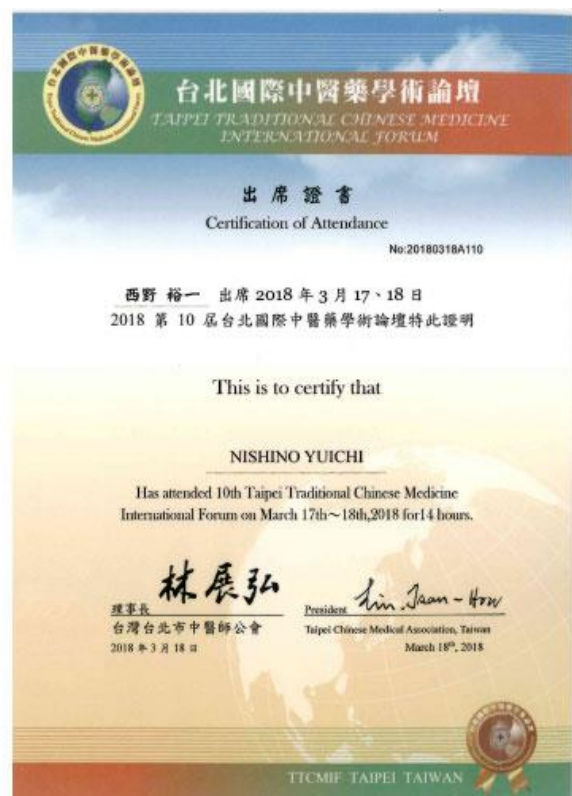 台北國際中醫藥學術論壇
TAIPEI TRADITIONAL CHINESE MEDICINE
INTERNATIONAL FORUM
出席證書
Certification of Attendance
No:20180318A110
西野 裕一 出席 2018 年 3 月 17、18 日
2018 第 10 屆台北國際中醫藥學術論壇特此證明
This is to certify that
NISHINO YUICHI
Has attended 10th Taipei Traditional Chinese Medicine
International Forum on March 17th~18th,2018 for14 hours.
林展弘
理事長
台灣台北市中醫師公會
2018 年 3 月 18 日
President Lin. Jsan-How
Taipei Chinese Medical Association, Taiwan
March 18th, 2018
TTCMIF TAIPEI TAIWAN